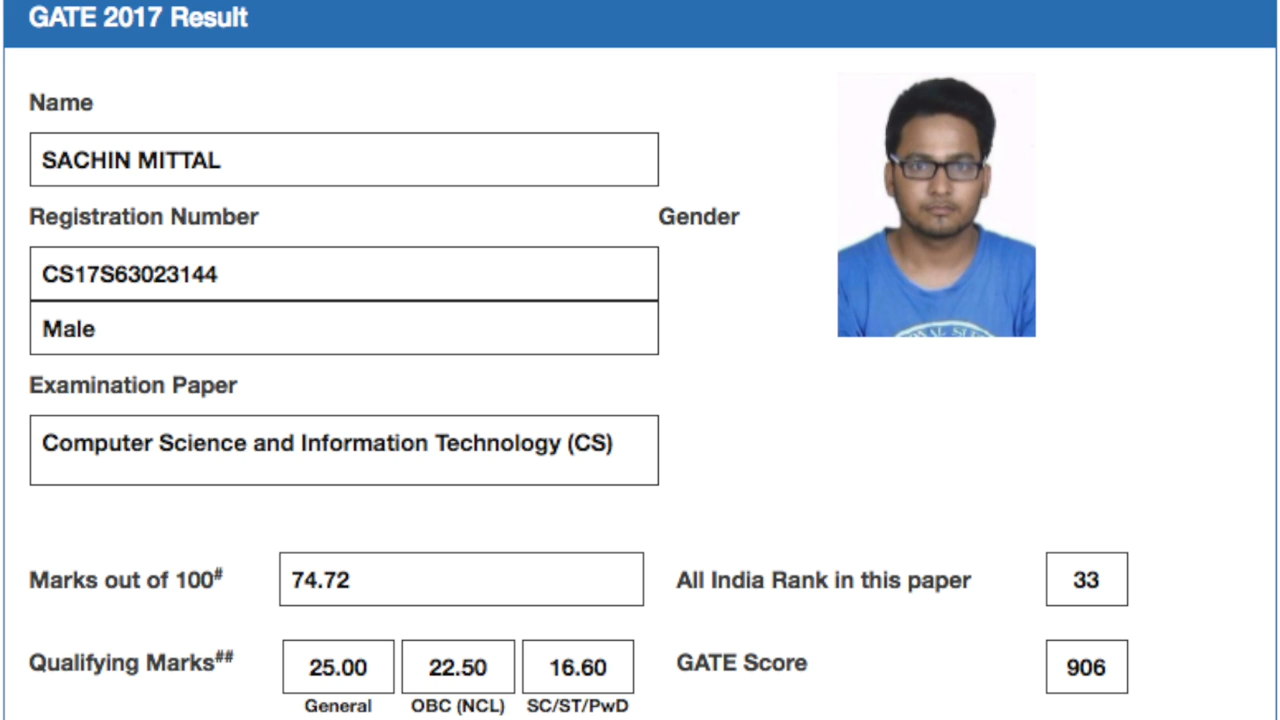 GATE 2017 Result
Name
SACHIN MITTAL
Registration Number Gender
CS17S63023144
Male
Examination Paper
Computer Science and Information Technology (CS)
Marks out of 100# 74.72 All India Rank in this paper 33
Qualifying Marks## 25.00 22.50 16.60 GATE Score 906
General OBC (NCL) SC/ST/PwD